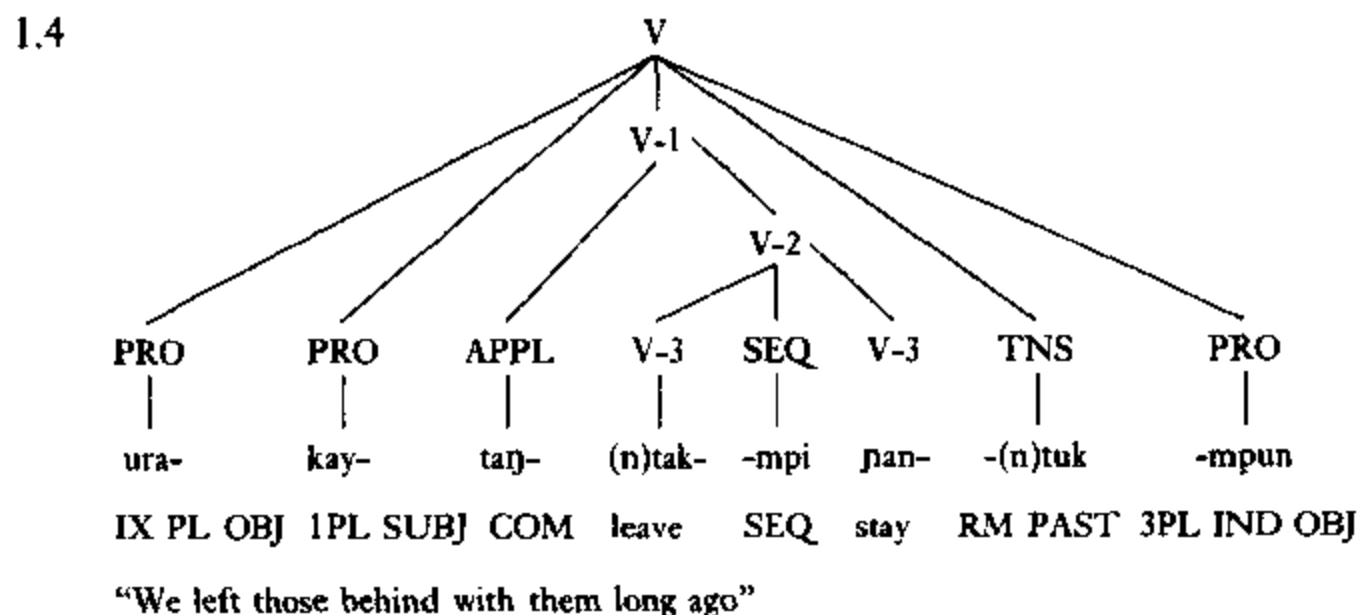 1.4
V
V-1
V-2
PRO PRO APPL V-3 SEQ V-3 TNS PRO
ura- kay- taŋ- (n)tak- -mpi ɲan- -(n)tuk -mpun
IX PL OBJ 1PL SUBJ COM leave SEQ stay RM PAST 3PL IND OBJ
“We left those behind with them long ago”